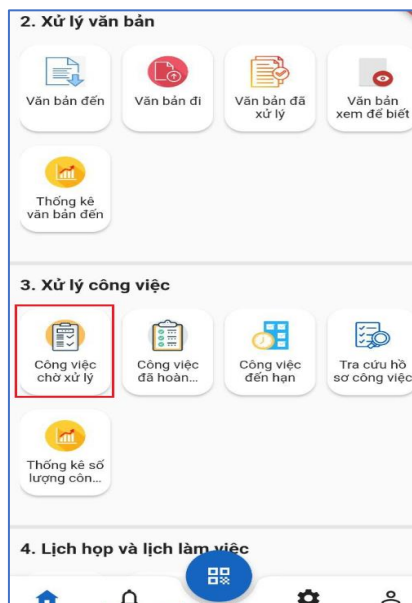 2. Xử lý văn bản
Văn bản đến
Văn bản đi
Văn bản đã
xử lý
Văn bản
xem để biết
Thống kê
văn bản đến
3. Xử lý công việc
Công việc
chờ xử lý
Công việc
đã hoàn...
Công việc
đến hạn
Tra cứu hồ
sơ công việc
Thống kê số
lượng côn...
4. Lịch họp và lịch làm việc